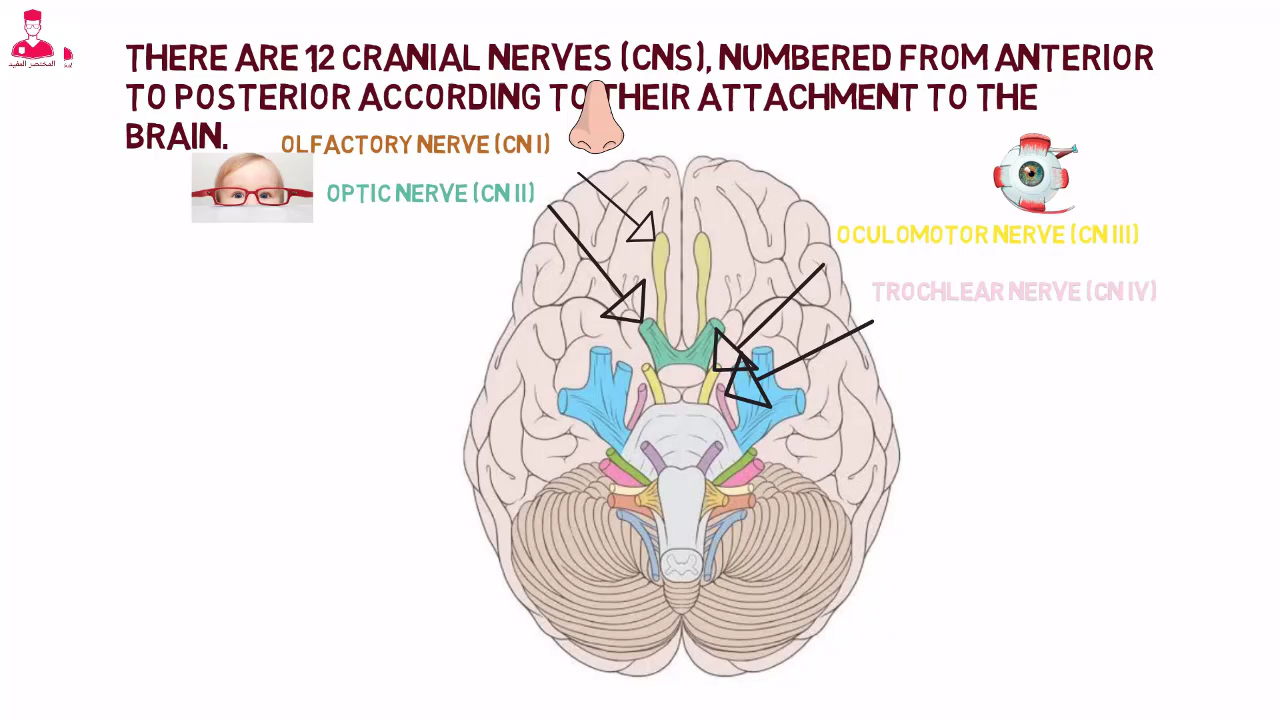 المختصر المفيد
THERE ARE 12 CRANIAL NERVES (CNS), NUMBERED FROM ANTERIOR
TO POSTERIOR ACCORDING TO THEIR ATTACHMENT TO THE
BRAIN.
OLFACTORY NERVE (CN I)
OPTIC NERVE (CN II)
OCULOMOTOR NERVE (CN III)
TROCHLEAR NERVE (CN IV)